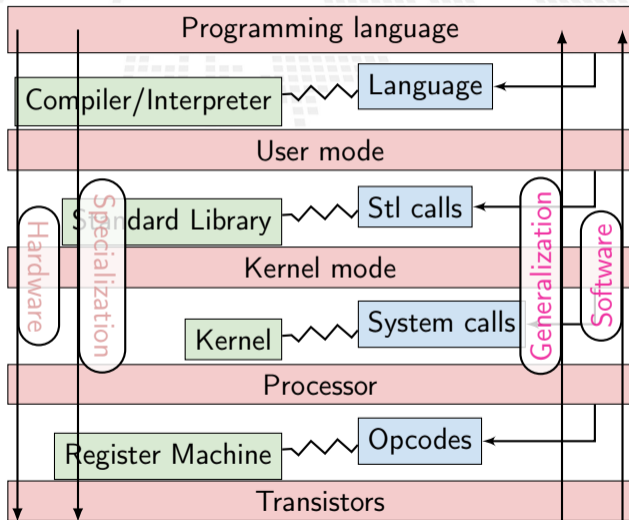 Programming language
Language
Compiler/Interpreter
User mode
Stl calls
Standard Library
Hardware
Specialization
Generalization
Software
Kernel mode
System calls
Kernel
Processor
Opcodes
Register Machine
Transistors